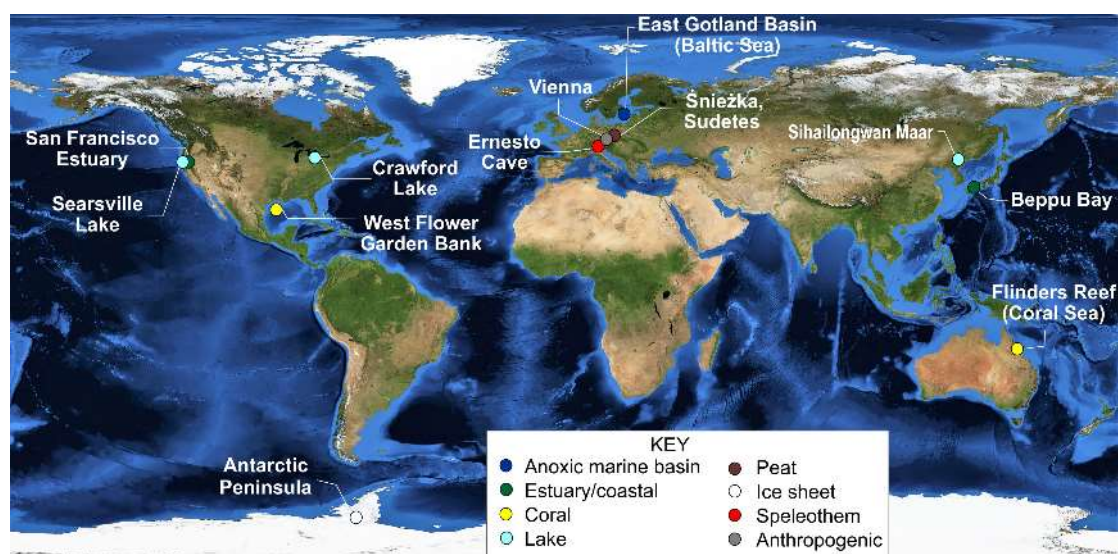 East Gotland Basin
(Baltic Sea)
Vienna
Śnieżka,
Sudetes
San Francisco
Estuary
Ernesto
Cave
Sihailongwan Maar
Crawford
Lake
Searsville
Lake
Beppu Bay
West Flower
Garden Bank
Flinders Reef
(Coral Sea)
Antarctic
Peninsula
KEY
Anoxic marine basin
Estuary/coastal
Coral
Lake
Peat
Ice sheet
Speleothem
Anthropogenic